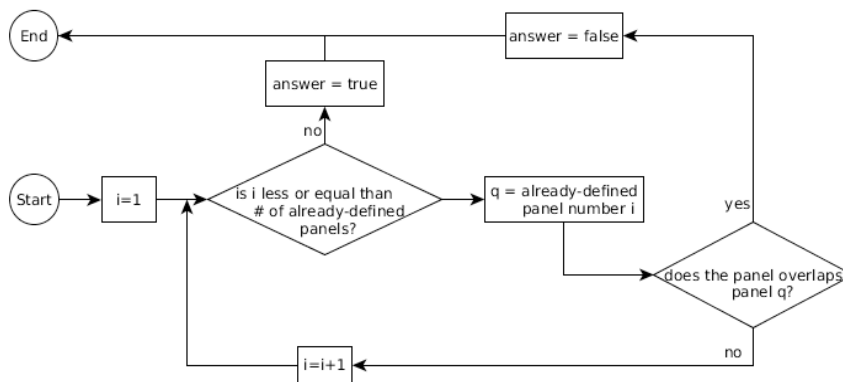 End
answer = false
answer = true
no
Start
i=1
is i less or equal than
# of already-defined
panels?
q = already-defined
panel number i
yes
does the panel overlaps
panel q?
no
i=i+1